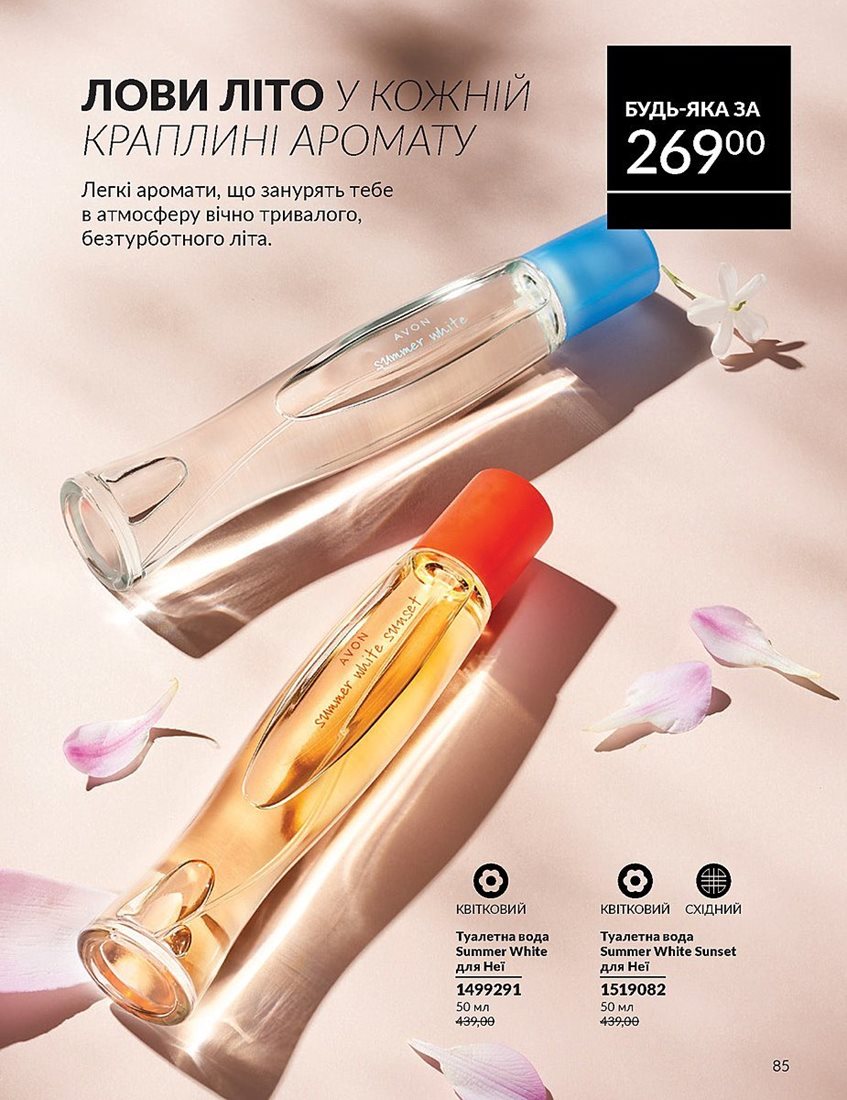 ЛОВИ ЛІТО У КОЖНІЙ
КРАПЛИНІ АРОМАТУ
Легкі аромати, що занурять тебе
в атмосферу вічно тривалого,
безтурботного літа.
БУДЬ-ЯКА ЗА
269⁰⁰
AVON
summer white
AVON
summer white sunset
КВІТКОВИЙ
Туалетна вода
Summer White
для Неї
1499291
50 мл
439,00
КВІТКОВИЙ СХІДНИЙ
Туалетна вода
Summer White Sunset
для Неї
1519082
50 мл
439,00
85